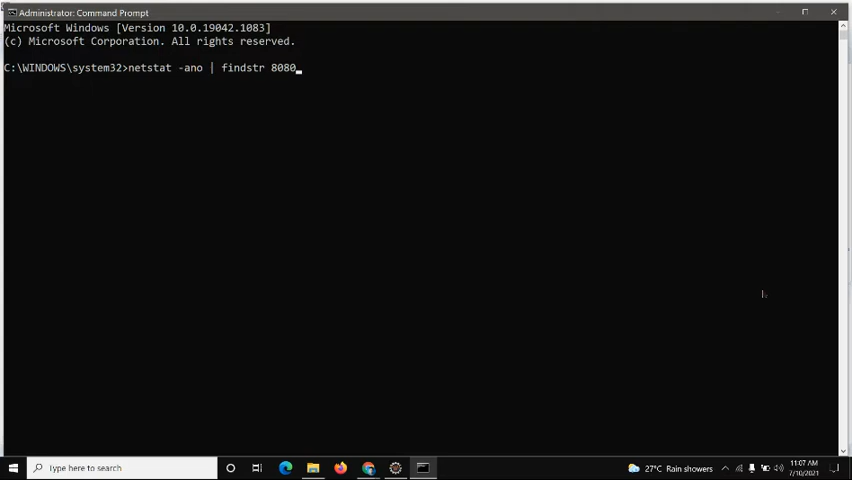 Administrator: Command Prompt
Microsoft Windows [Version 10.0.19042.1083]
(c) Microsoft Corporation. All rights reserved.
C:\WINDOWS\system32>netstat -ano | findstr 8080
Type here to search
27°C Rain showers
11:07 AM
7/10/2021